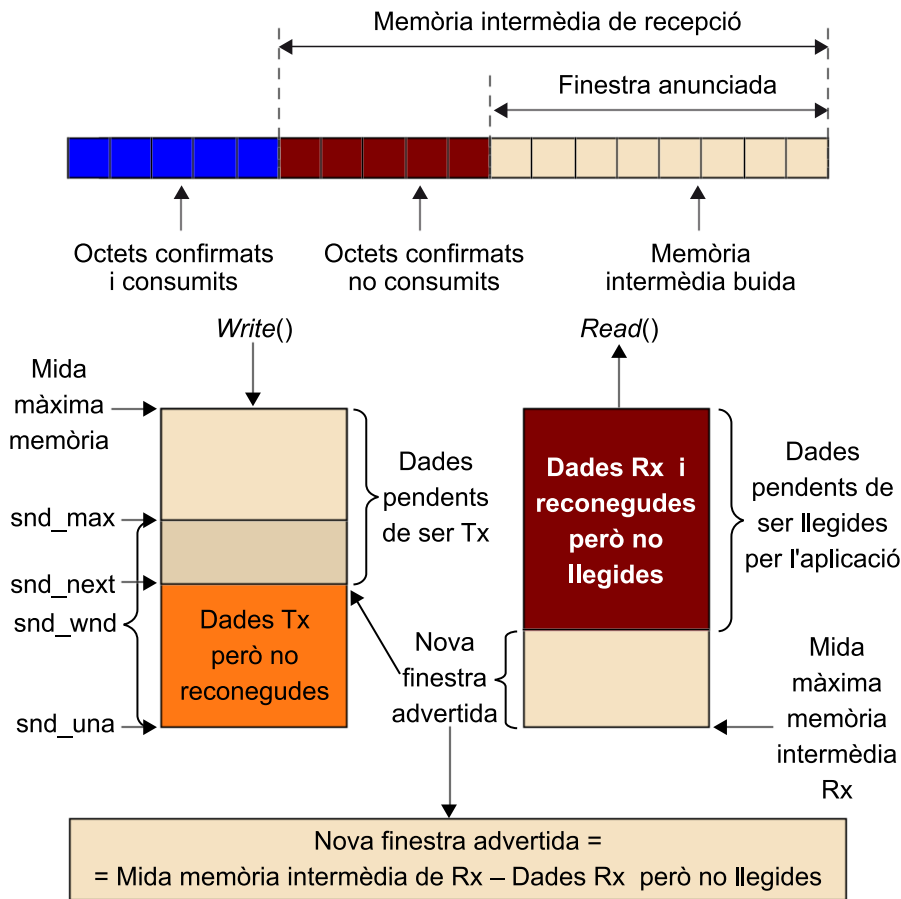 Memòria intermèdia de recepció
Finestra anunciada
Octets confirmats
i consumits
Octets confirmats
no consumits
Memòria
intermèdia buida
Write()
Read()
Mida
màxima
memòria
snd_max
snd_next
snd_wnd
snd_una
Dades
pendents
de ser Tx
Dades Tx
però no
reconegudes
Nova
finestra
advertida
Dades Rx i
reconegudes
però no
llegides
Dades
pendents de
ser llegides
per l'aplicació
Mida
màxima
memòria
intermèdia
Rx
Nova finestra advertida =
= Mida memòria intermèdia de Rx – Dades Rx però no llegides